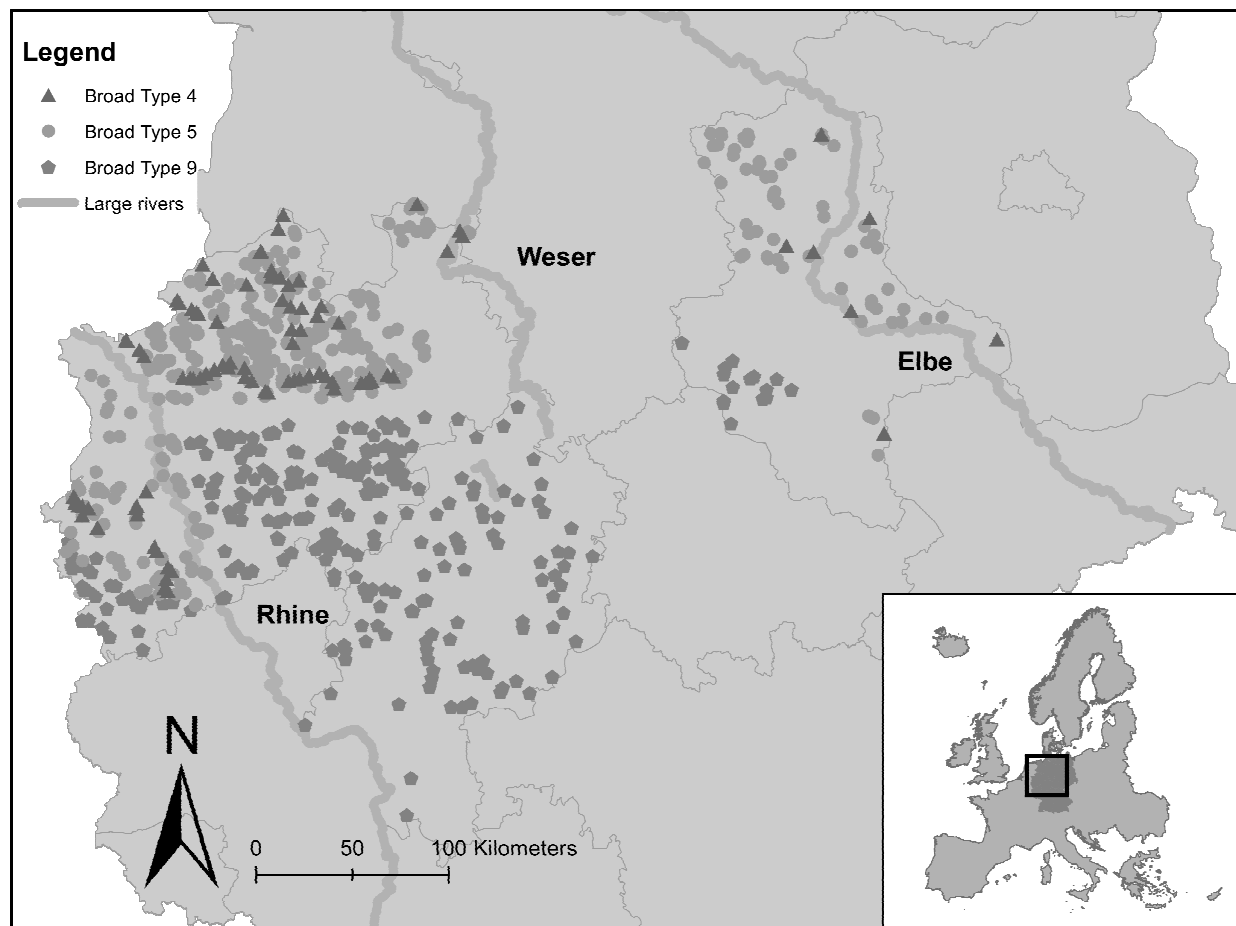 Legend
Broad Type 4
Broad Type 5
Broad Type 9
Large rivers
Weser
Elbe
Rhine
N
0 50 100 Kilometers